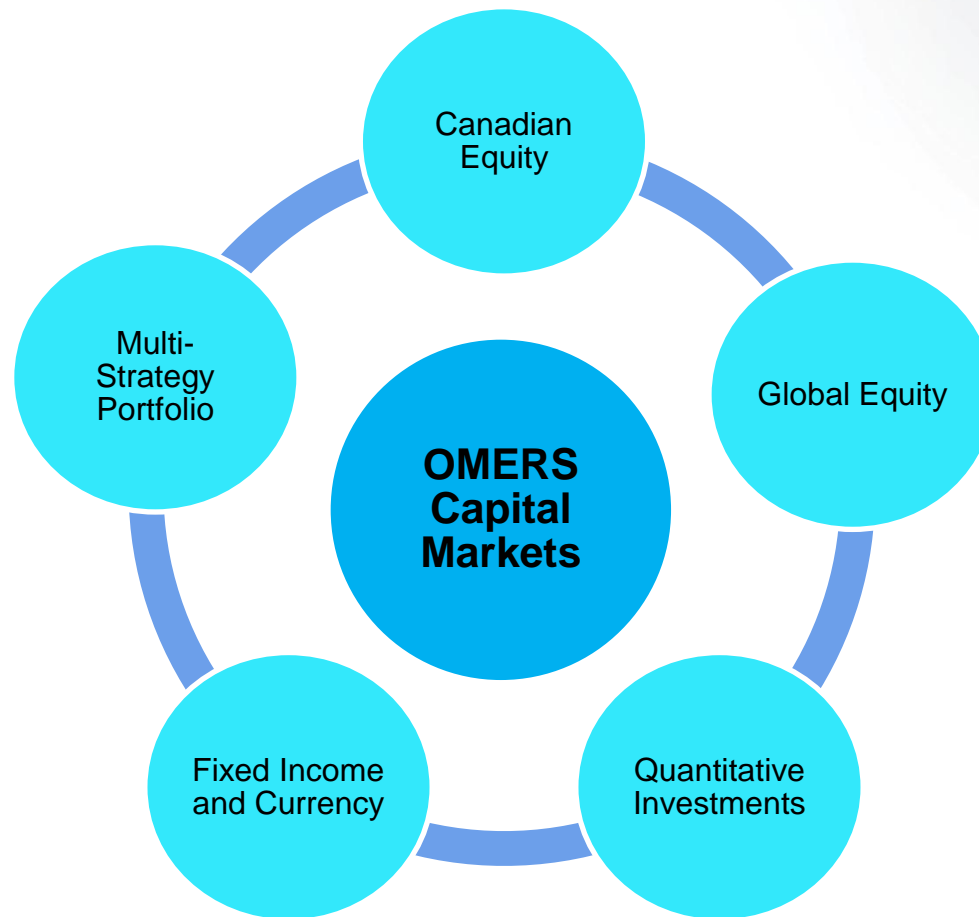 Canadian
Equity
Multi-
Strategy
Portfolio
Global Equity
OMERS
Capital
Markets
Fixed Income
and Currency
Quantitative
Investments